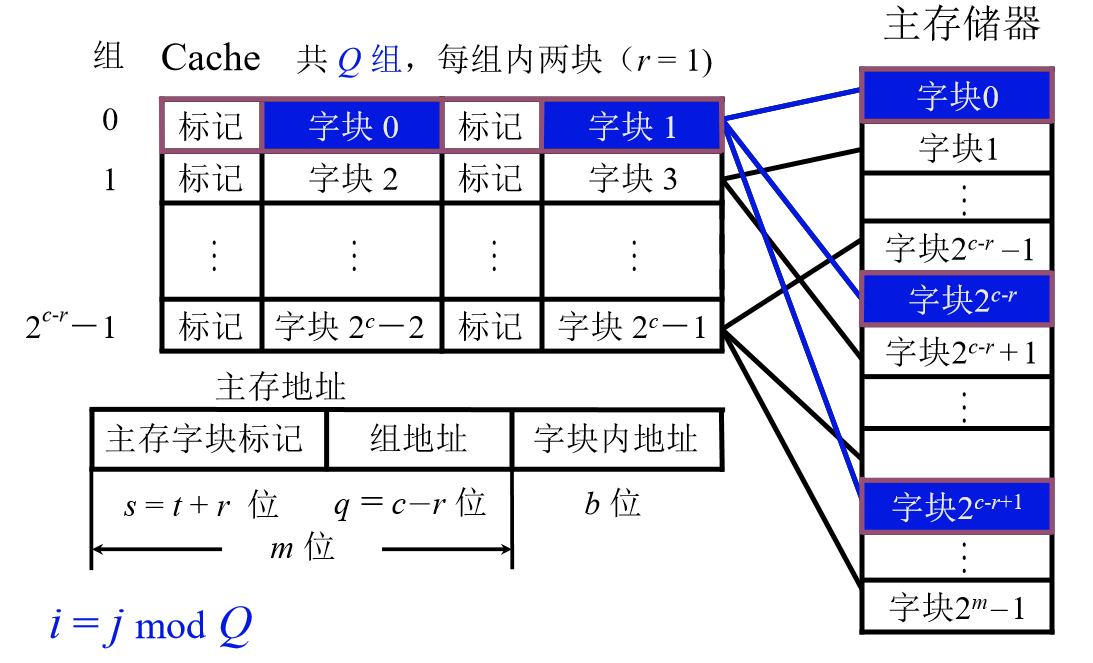 组 Cache 共 Q 组，每组内两块（r = 1）
0 标记 字块 0 标记 字块 1
1 标记 字块 2 标记 字块 3
⋮ ⋮ ⋮ ⋮
2^{c-r}－1 标记 字块 2^c－2 标记 字块 2^c－1
主存储器
字块0
字块1
⋮
字块2^{c-r} –1
字块2^{c-r}
字块2^{c-r} + 1
⋮
字块2^{c-r+1}
⋮
字块2^m–1
主存地址
主存字块标记 组地址 字块内地址
s = t + r 位 q = c–r 位 b 位
m 位
i = j mod Q